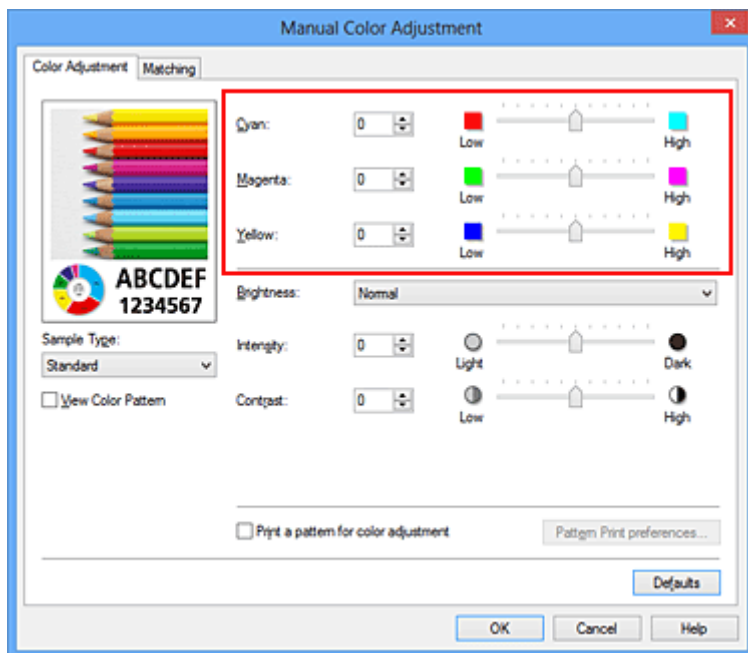 Manual Color Adjustment
Color Adjustment Matching
Cyan: 0 Low High
Magenta: 0 Low High
Yellow: 0 Low High
ABCDEF
1234567
Brightness: Normal
Sample Type:
Standard
Intensity: 0 Light Dark
View Color Pattern
Contrast: 0 Low High
Print a pattern for color adjustment Pattern Print preferences...
Defaults
OK Cancel Help